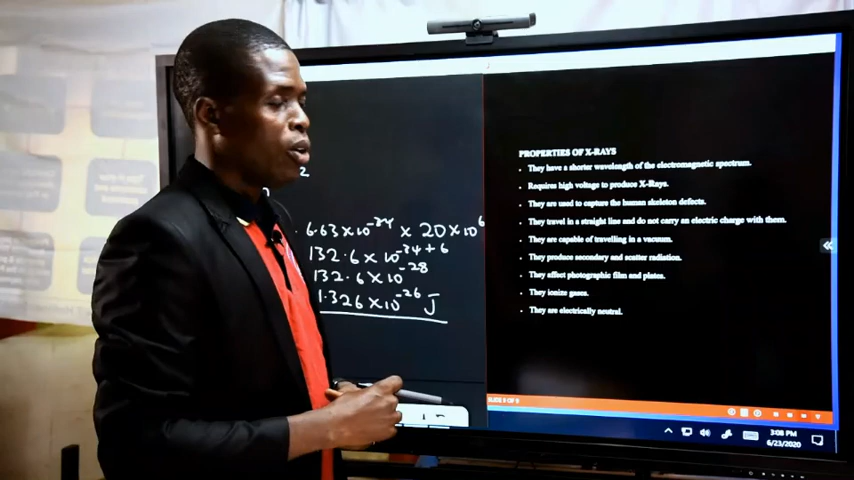 2
6.63×10⁻³⁴ × 20×10⁶
132.6×10⁻³⁴⁺⁶
132.6×10⁻²⁸
1.326×10⁻²⁶ J
PROPERTIES OF X-RAYS
• They have a shorter wavelength of the electromagnetic spectrum.
• Requires high voltage to produce X-Rays.
• They are used to capture the human skeleton defects.
• They travel in a straight line and do not carry an electric charge with them.
• They are capable of travelling in a vacuum.
• They produce secondary and scatter radiation.
• They affect photographic film and plates.
• They ionize gases.
• They are electrically neutral.
SLIDE 9 OF 9
3:08 PM
6/23/2020